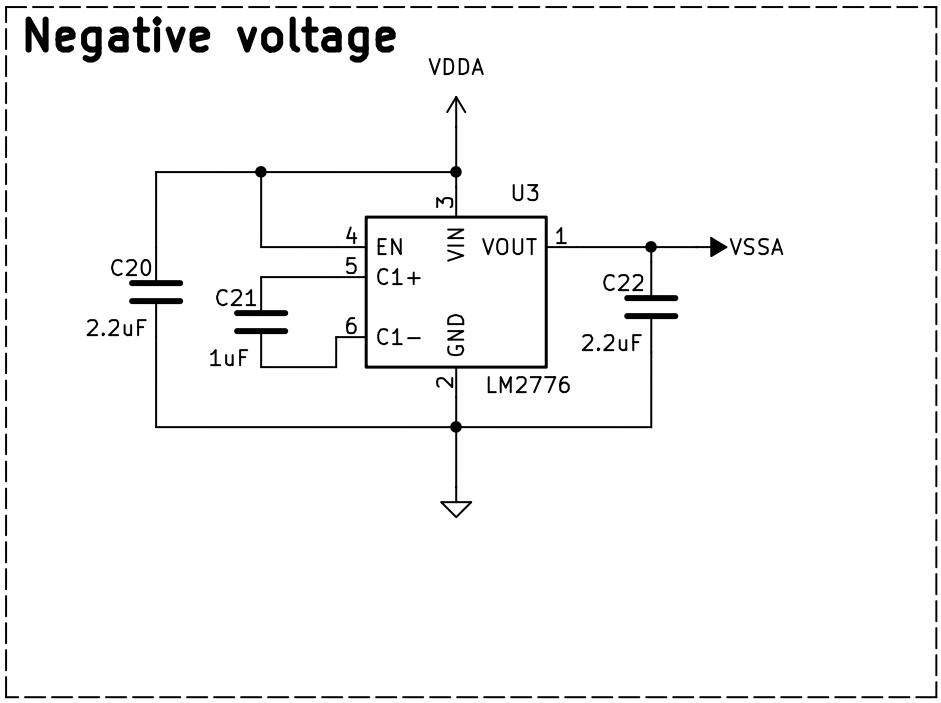 Negative voltage
VDDA
U3
3
4
EN
VIN
VOUT
1
VSSA
5
C1+
C20
2.2uF
C21
1uF
6
C1-
GND
C22
2.2uF
2
LM2776